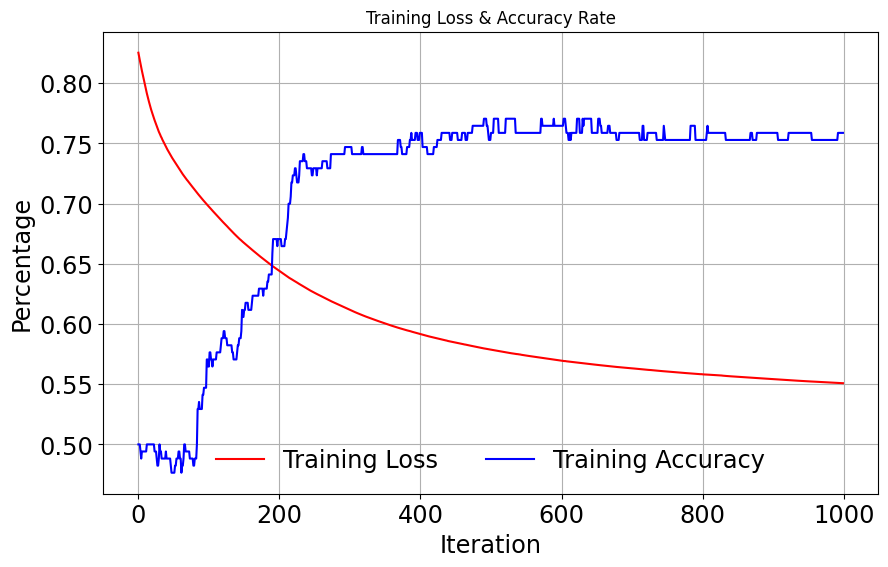 Training Loss & Accuracy Rate
Percentage
0.80
0.75
0.70
0.65
0.60
0.55
0.50
Training Loss
Training Accuracy
0
200
400
600
800
1000
Iteration